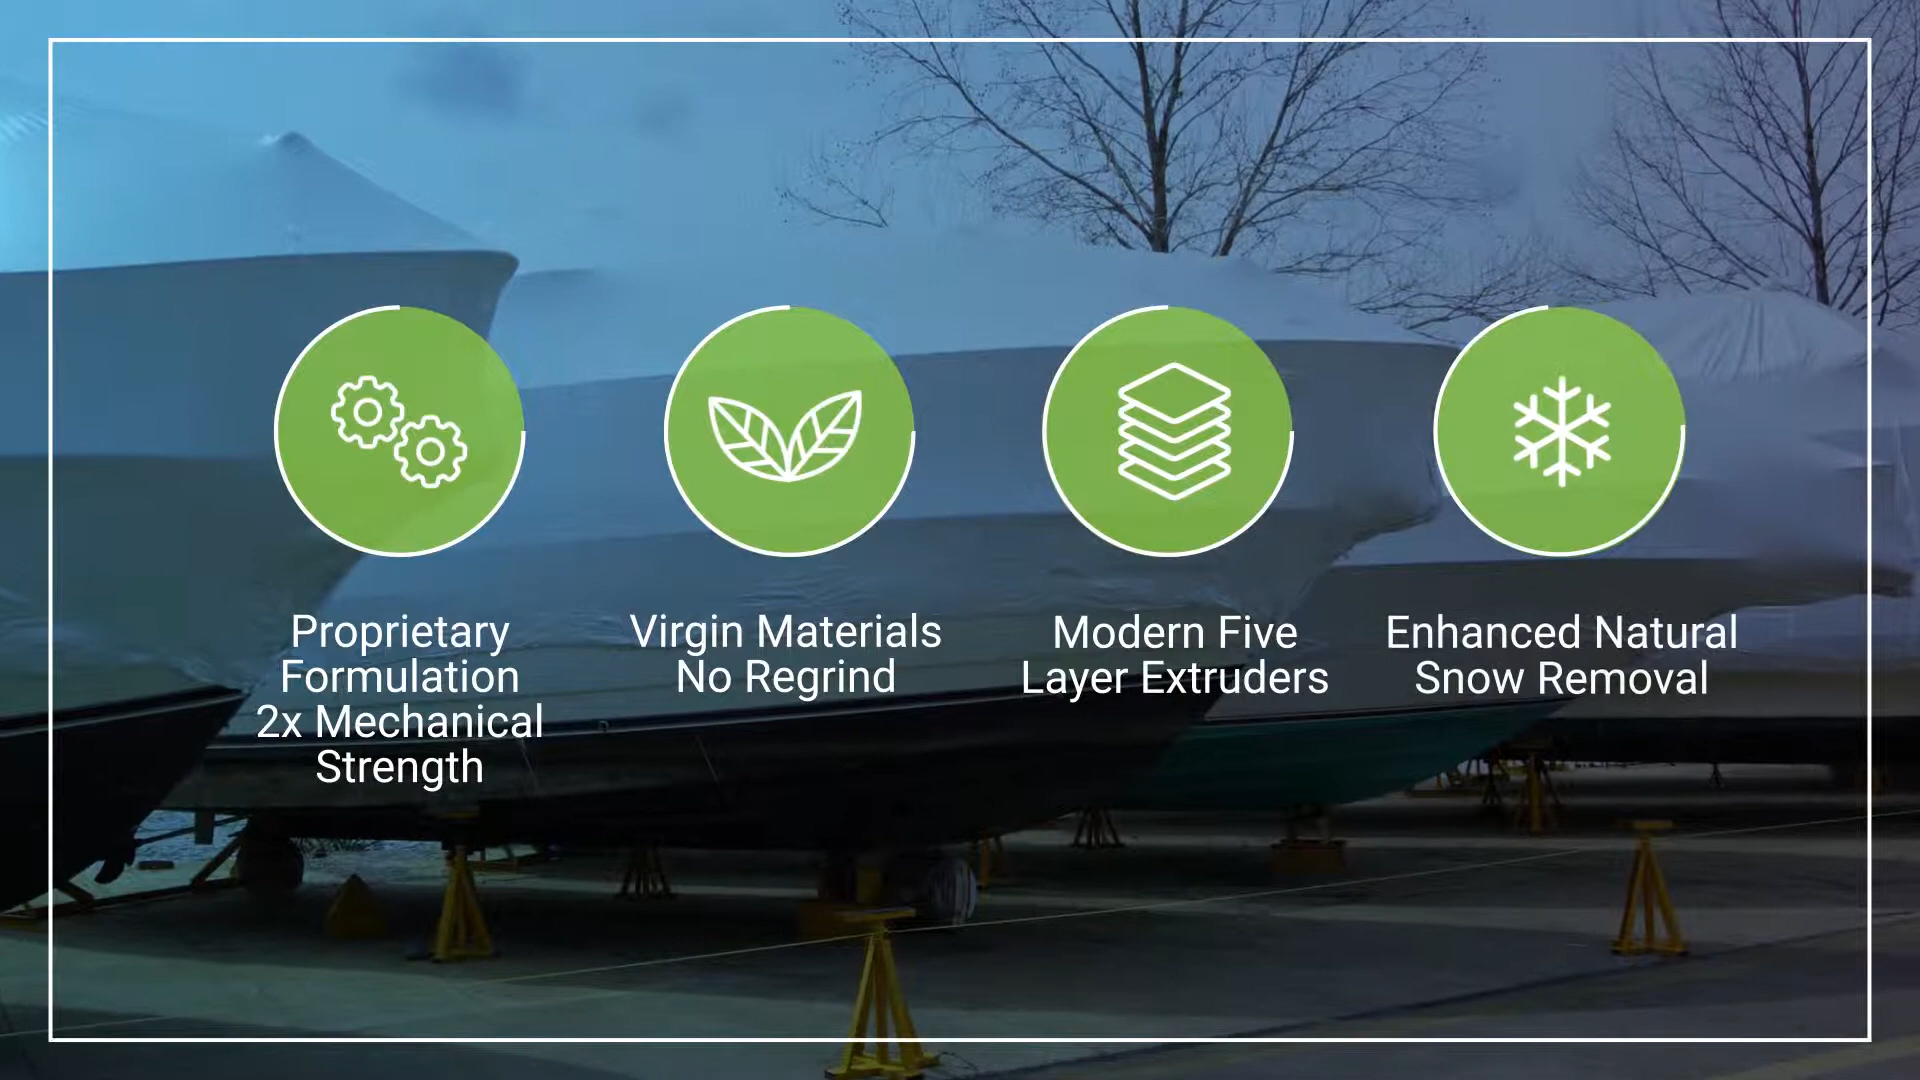 Proprietary
Formulation
2x Mechanical
Strength
Virgin Materials
No Regrind
Modern Five
Layer Extruders
Enhanced Natural
Snow Removal